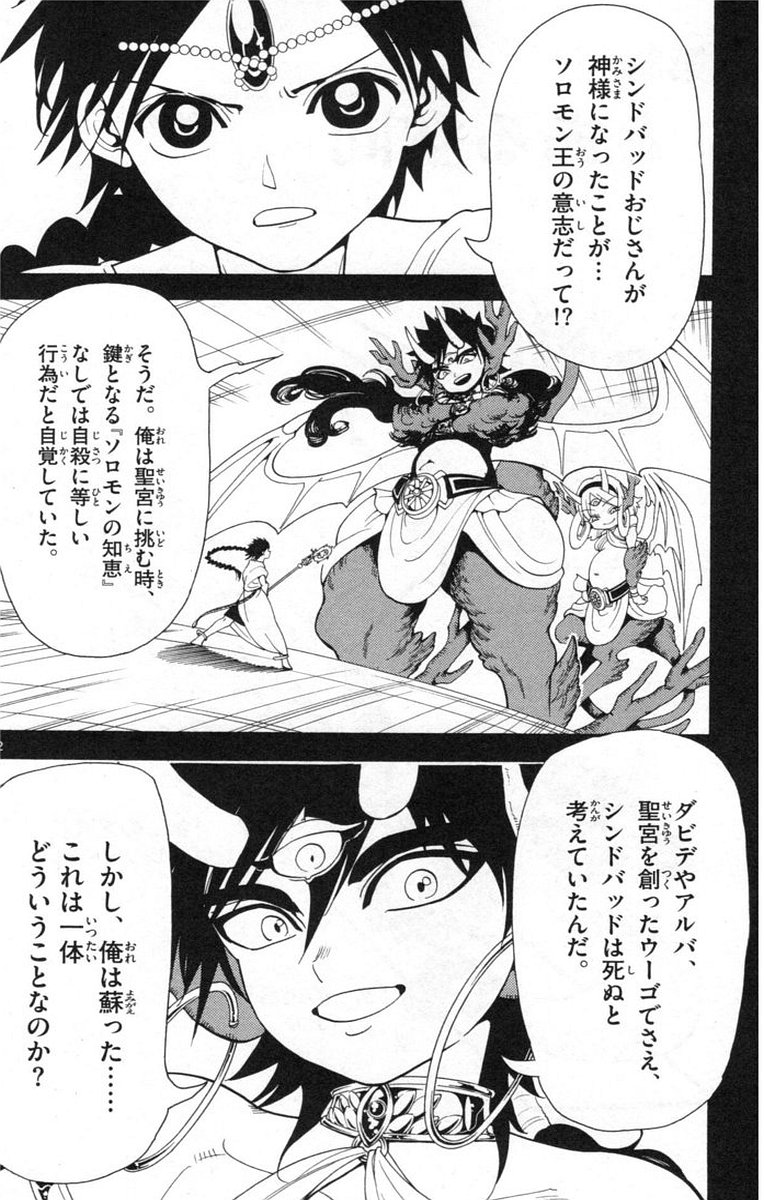 シンドバッドおじさんが
神様になったことが…
ソロモン王の意志だって!?
そうだ。俺は聖宮に挑む時、
鍵となる『ソロモンの知恵』
なしでは自殺に等しい
行為だと自覚していた。
ダビデやアルバ、
聖宮を創ったウーゴでさえ、
シンドバッドは死ぬと
考えていたんだ。
しかし、俺は蘇った……
これは一体
どういうことなのか?